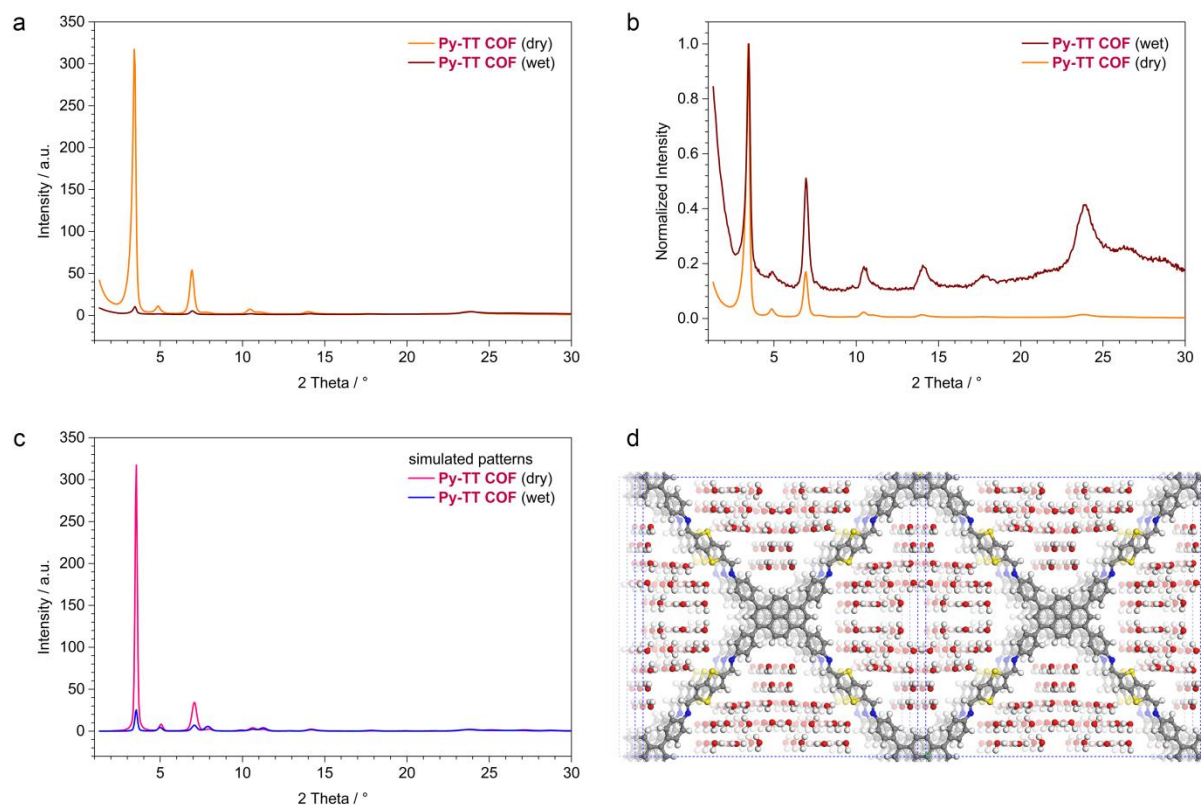 a
350
300
250
200
150
100
50
0
Intensity / a.u.
Py-TT COF (dry)
Py-TT COF (wet)
5 10 15 20 25 30
2 Theta / °
b
1.0
0.8
0.6
0.4
0.2
0.0
Normalized Intensity
Py-TT COF (wet)
Py-TT COF (dry)
5 10 15 20 25 30
2 Theta / °
c
350
300
250
200
150
100
50
0
Intensity / a.u.
simulated patterns
Py-TT COF (dry)
Py-TT COF (wet)
5 10 15 20 25 30
2 Theta / °
d